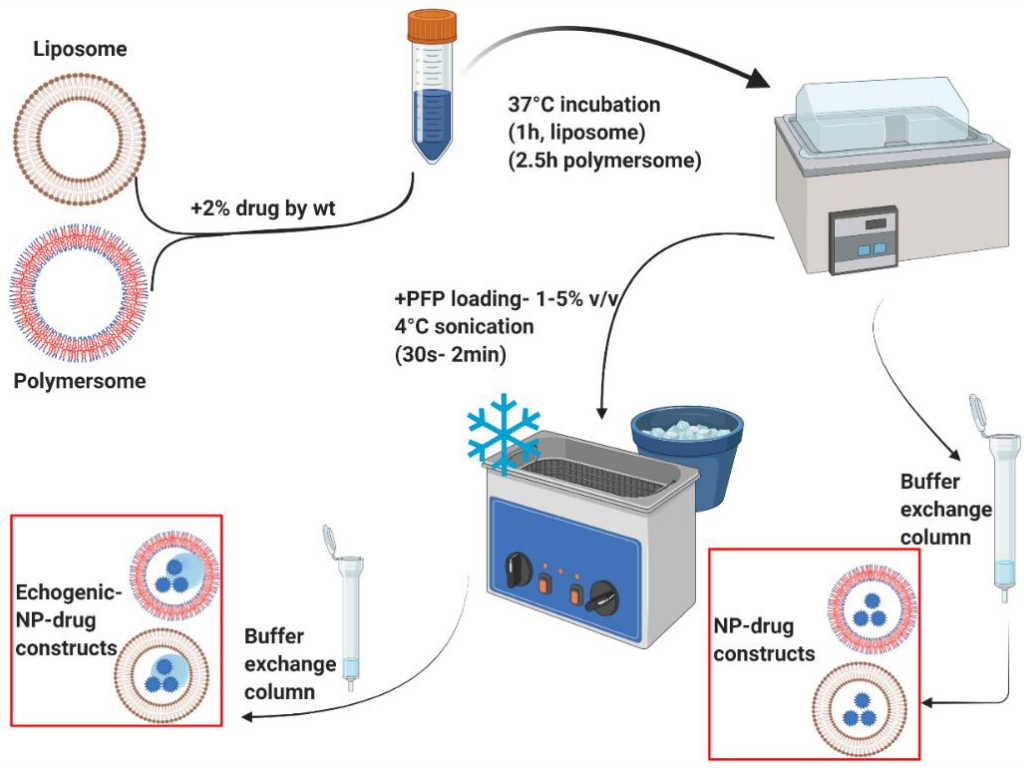 Liposome
+2% drug by wt
Polymersome
37°C incubation
(1h, liposome)
(2.5h polymersome)
+PFP loading- 1-5% v/v
4°C sonication
(30s- 2min)
Buffer
exchange
column
NP-drug
constructs
Buffer
exchange
column
Echogenic-
NP-drug
constructs